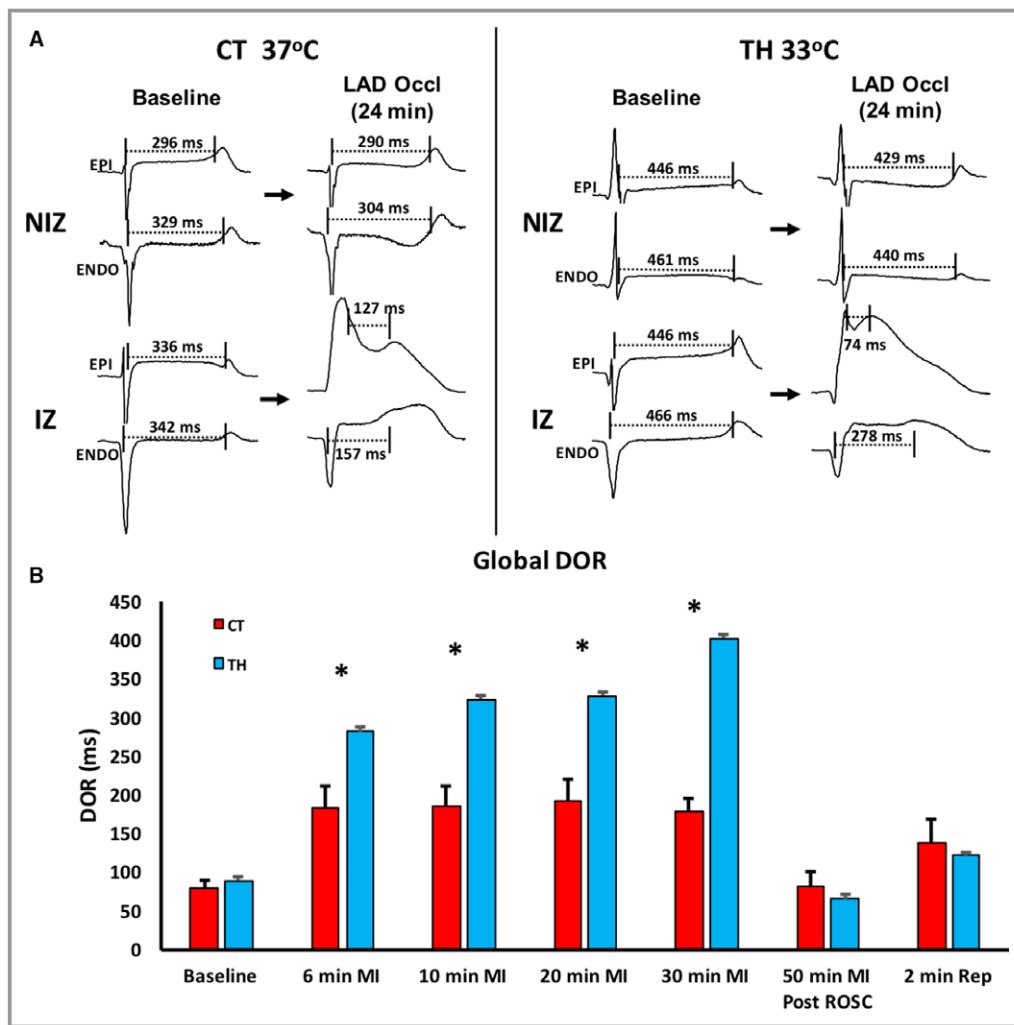 A
CT 37°C
TH 33°C
Baseline
LAD Occl
(24 min)
Baseline
LAD Occl
(24 min)
NIZ
EPI
296 ms
290 ms
ENDO
329 ms
304 ms
IZ
EPI
336 ms
127 ms
ENDO
342 ms
157 ms
NIZ
EPI
446 ms
429 ms
ENDO
461 ms
440 ms
IZ
EPI
446 ms
74 ms
ENDO
466 ms
278 ms
B
Global DOR
DOR (ms)
450
400
350
300
250
200
150
100
50
0
CT
TH
*
*
*
*
Baseline
6 min MI
10 min MI
20 min MI
30 min MI
50 min MI
Post ROSC
2 min Rep